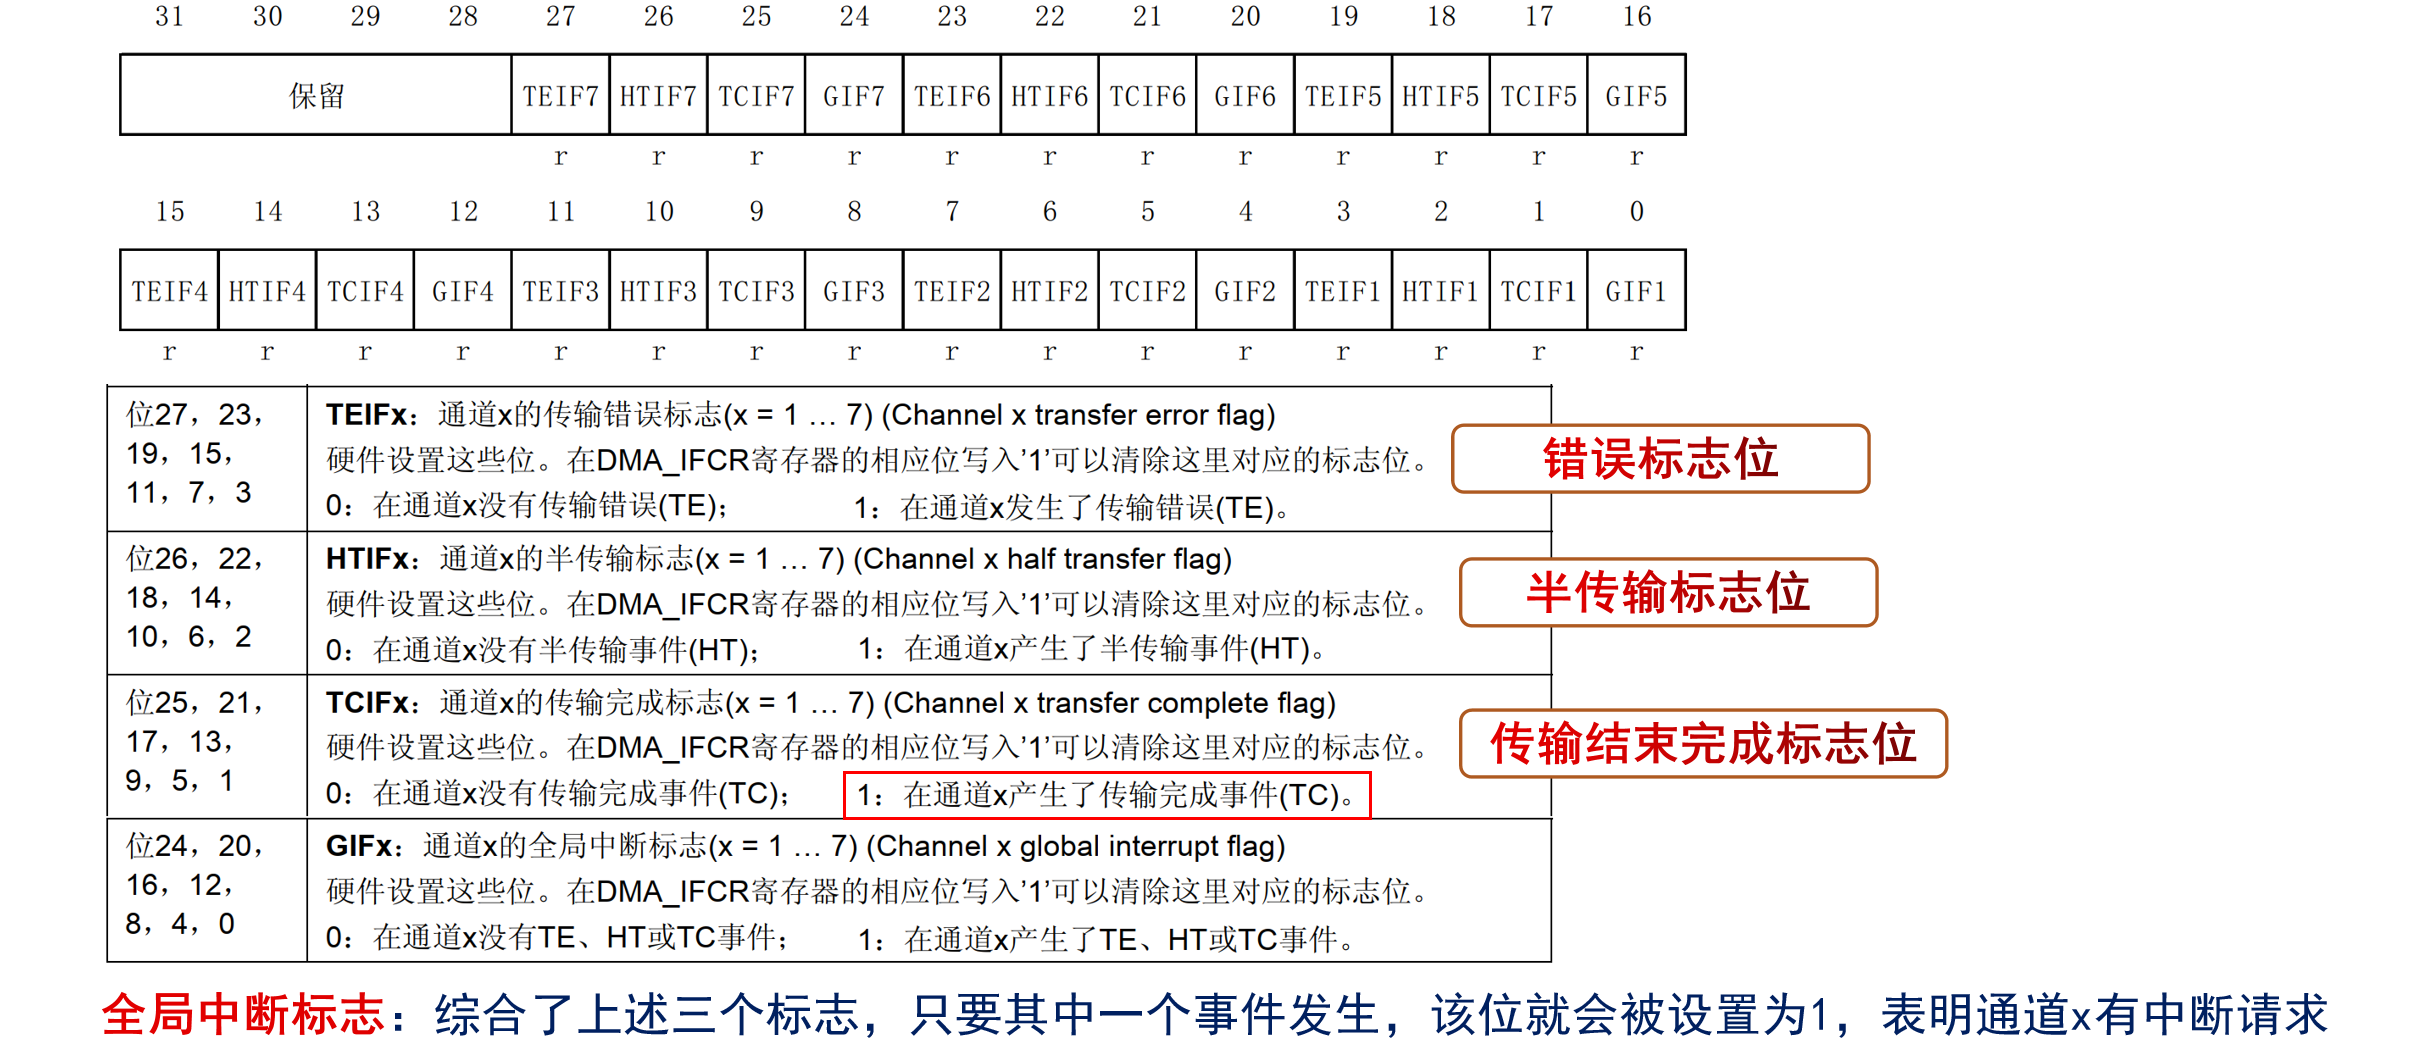 31 30 29 28 27 26 25 24 23 22 21 20 19 18 17 16
保留 TEIF7 HTIF7 TCIF7 GIF7 TEIF6 HTIF6 TCIF6 GIF6 TEIF5 HTIF5 TCIF5 GIF5
r r r r r r r r r r r r
15 14 13 12 11 10 9 8 7 6 5 4 3 2 1 0
TEIF4 HTIF4 TCIF4 GIF4 TEIF3 HTIF3 TCIF3 GIF3 TEIF2 HTIF2 TCIF2 GIF2 TEIF1 HTIF1 TCIF1 GIF1
r r r r r r r r r r r r r r r r
位27，23，
19，15，
11，7，3
TEIFx：通道x的传输错误标志(x = 1 … 7) (Channel x transfer error flag)
硬件设置这些位。在DMA_IFCR寄存器的相应位写入’1’可以清除这里对应的标志位。
0：在通道x没有传输错误(TE)； 1：在通道x发生了传输错误(TE)。
错误标志位
位26，22，
18，14，
10，6，2
HTIFx：通道x的半传输标志(x = 1 … 7) (Channel x half transfer flag)
硬件设置这些位。在DMA_IFCR寄存器的相应位写入’1’可以清除这里对应的标志位。
0：在通道x没有半传输事件(HT)； 1：在通道x产生了半传输事件(HT)。
半传输标志位
位25，21，
17，13，
9，5，1
TCIFx：通道x的传输完成标志(x = 1 … 7) (Channel x transfer complete flag)
硬件设置这些位。在DMA_IFCR寄存器的相应位写入’1’可以清除这里对应的标志位。
0：在通道x没有传输完成事件(TC)； 1：在通道x产生了传输完成事件(TC)。
传输结束完成标志位
位24，20，
16，12，
8，4，0
GIFx：通道x的全局中断标志(x = 1 … 7) (Channel x global interrupt flag)
硬件设置这些位。在DMA_IFCR寄存器的相应位写入’1’可以清除这里对应的标志位。
0：在通道x没有TE、HT或TC事件； 1：在通道x产生了TE、HT或TC事件。
全局中断标志：综合了上述三个标志，只要其中一个事件发生，该位就会被设置为1，表明通道x有中断请求